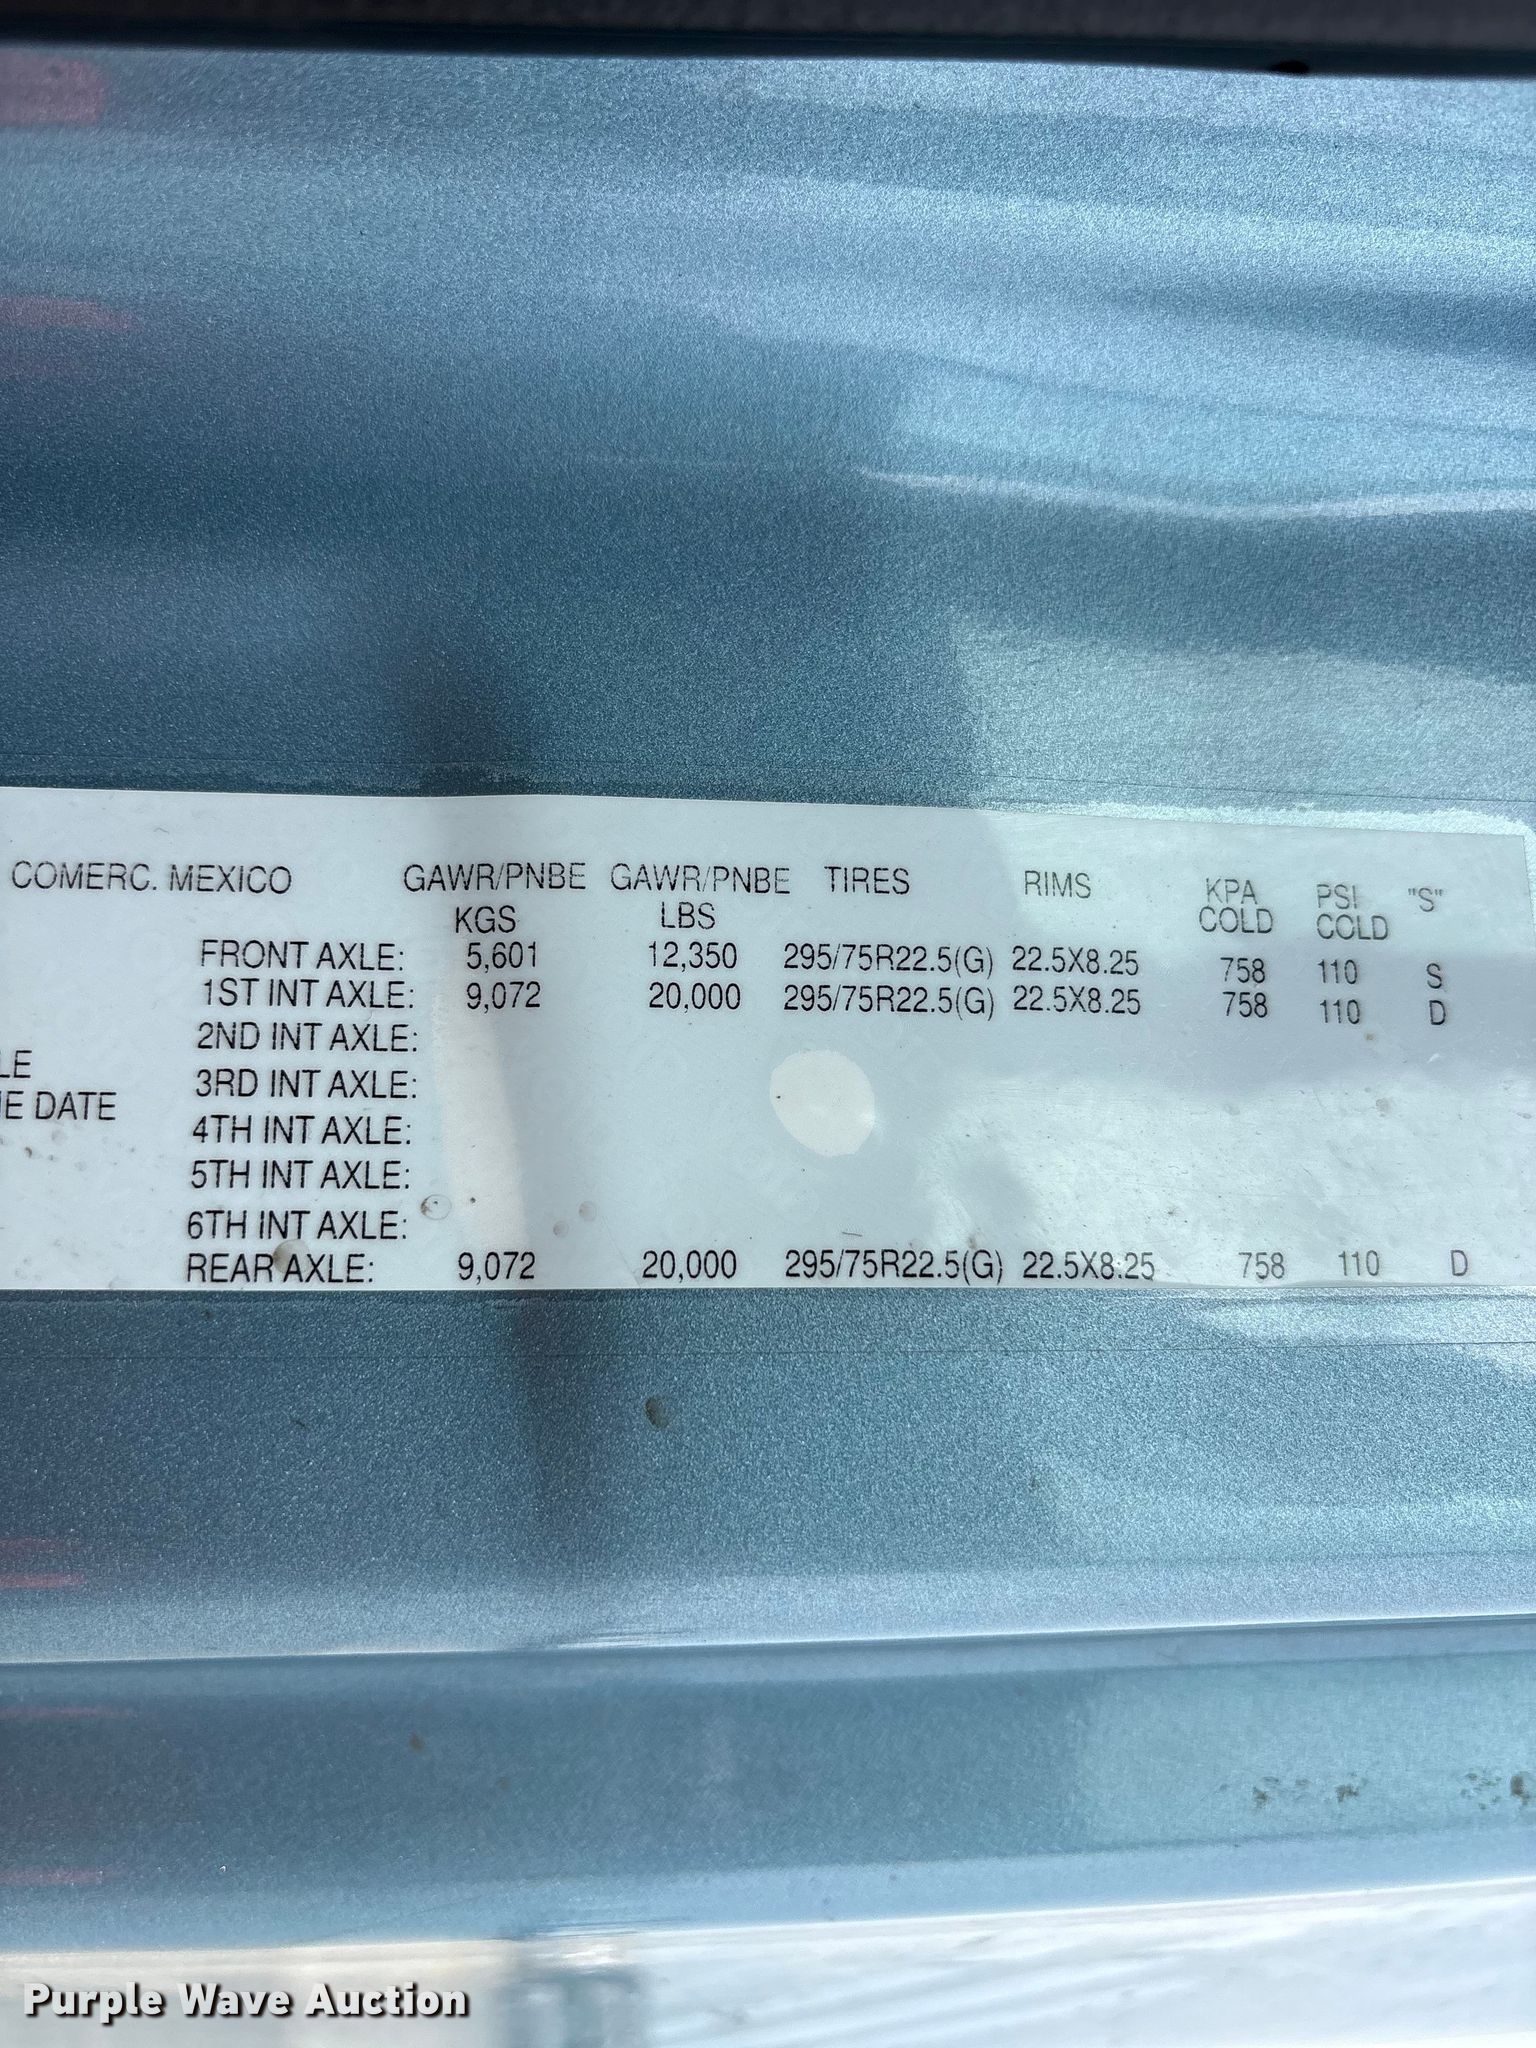 COMERC. MEXICO GAWR/PNBE GAWR/PNBE TIRES RIMS KPA PSI "S"
KGS LBS COLD COLD
FRONT AXLE: 5,601 12,350 295/75R22.5(G) 22.5X8.25 758 110 S
1ST INT AXLE: 9,072 20,000 295/75R22.5(G) 22.5X8.25 758 110 D
2ND INT AXLE:
LE 3RD INT AXLE:
E DATE
4TH INT AXLE:
5TH INT AXLE:
6TH INT AXLE:
REAR AXLE: 9,072 20,000 295/75R22.5(G) 22.5X8.25 758 110 D
Purple Wave Auction